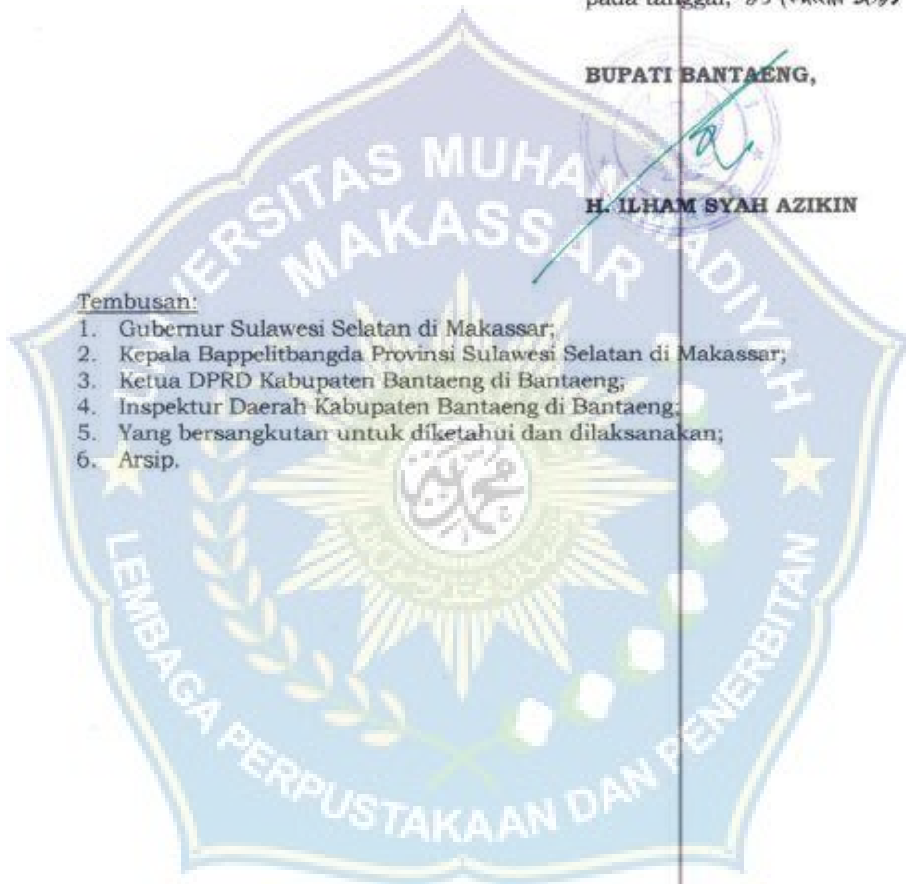 pada tanggal,
BUPATI BANTAENG,
H. ILHAM SYAH AZIKIN
Tembusan:
1. Gubernur Sulawesi Selatan di Makassar;
2. Kepala Bappelitbangda Provinsi Sulawesi Selatan di Makassar;
3. Ketua DPRD Kabupaten Bantaeng di Bantaeng;
4. Inspektur Daerah Kabupaten Bantaeng di Bantaeng;
5. Yang bersangkutan untuk diketahui dan dilaksanakan;
6. Arsip.
UNIVERSITAS MUHAMMADIYAH
MAKASSAR
LEMBAGA PERPUSTAKAAN DAN PENERBITAN